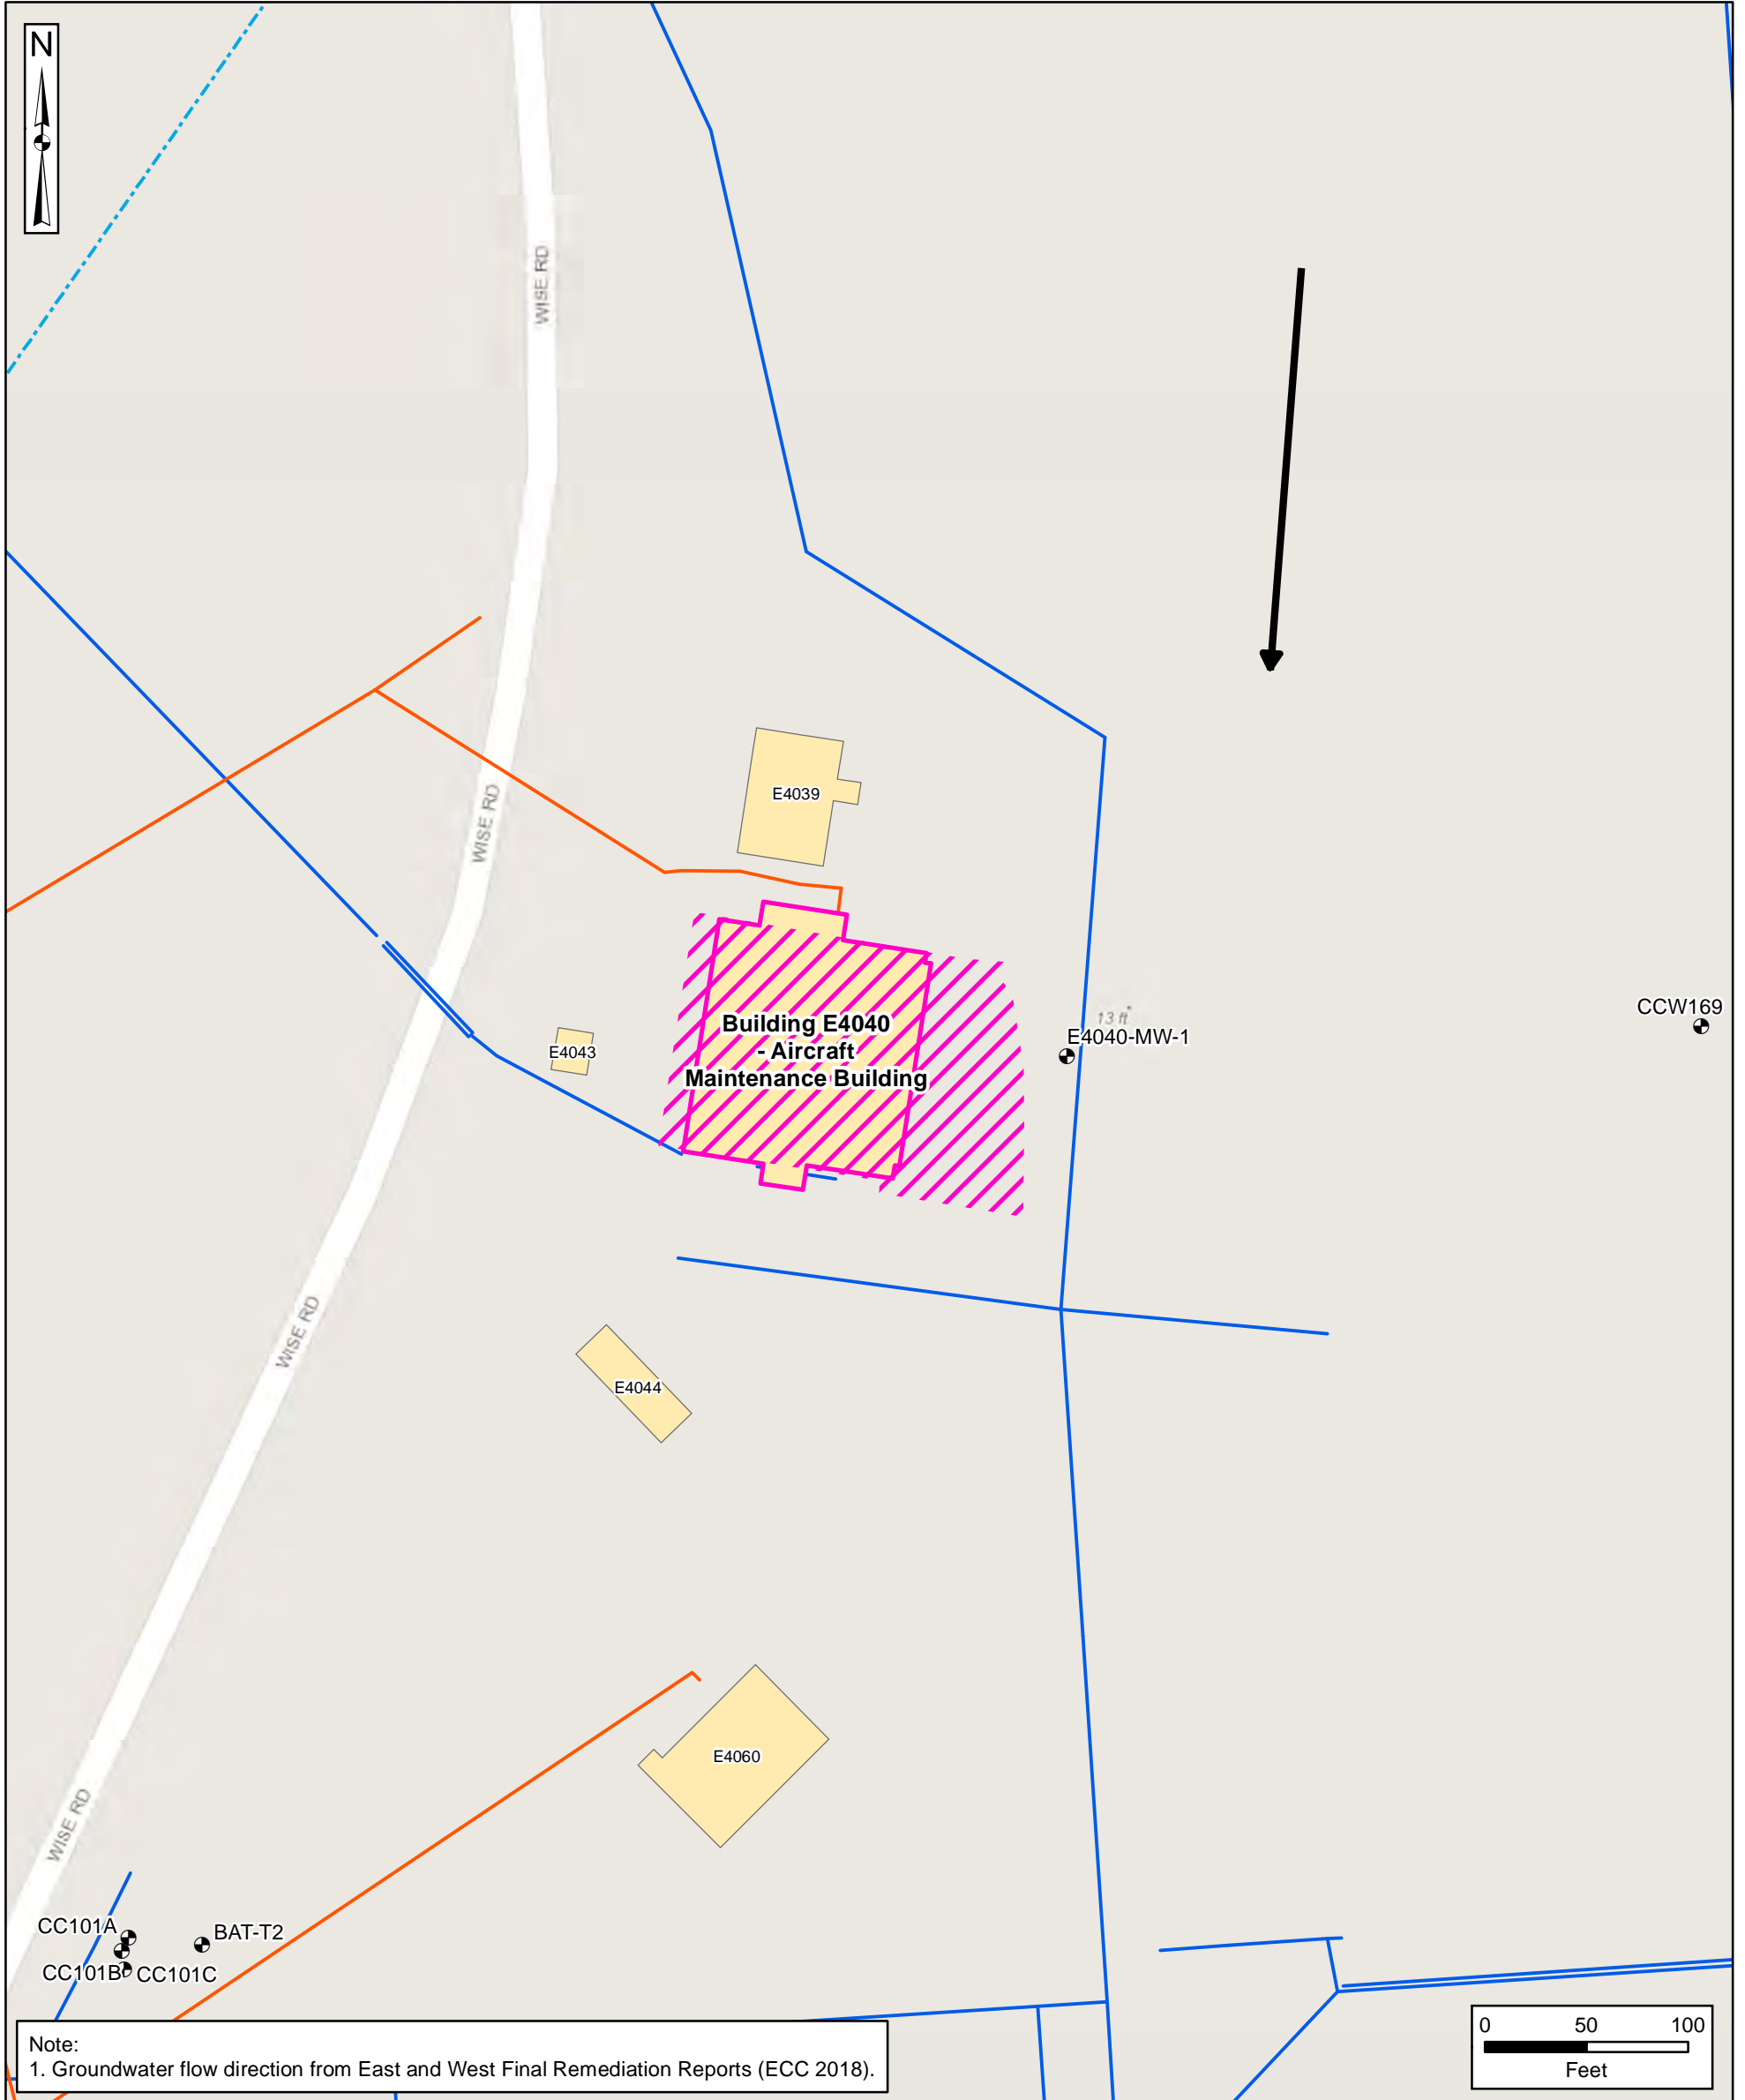 N
WISE RD
E4039
WISE RD
13 ft
CCW169
E4040-MW-1
Building E4040
- Aircraft
Maintenance Building
E4043
WISE RD
E4044
E4060
WISE RD
CC101A
BAT-T2
CC101B
CC101C
Note:
1. Groundwater flow direction from East and West Final Remediation Reports (ECC 2018).
0 50 100
Feet